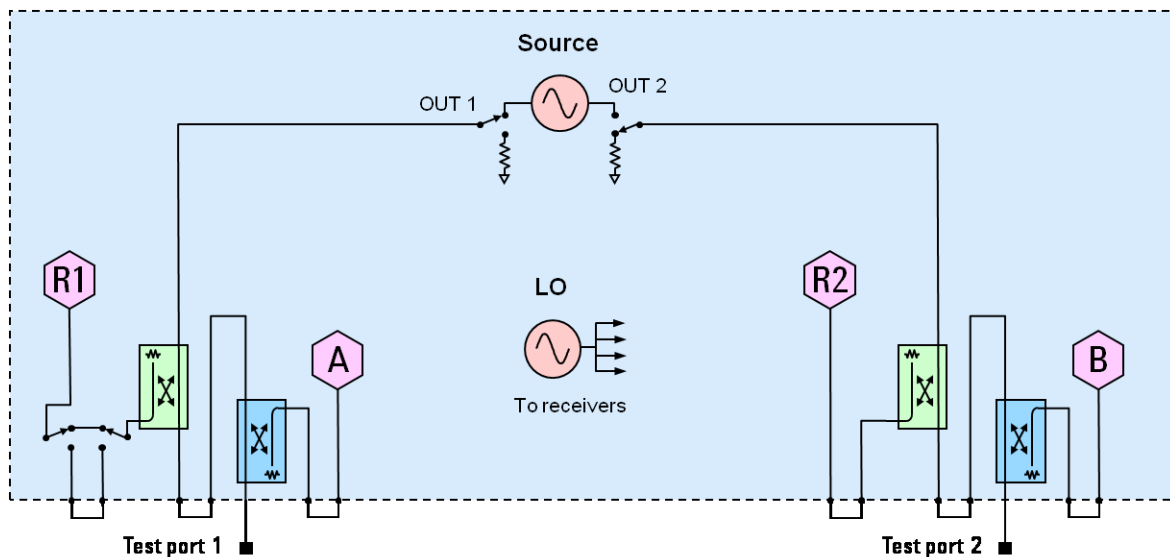 Source
OUT 1
OUT 2
R1
LO
R2
A
B
To receivers
Test port 1
Test port 2